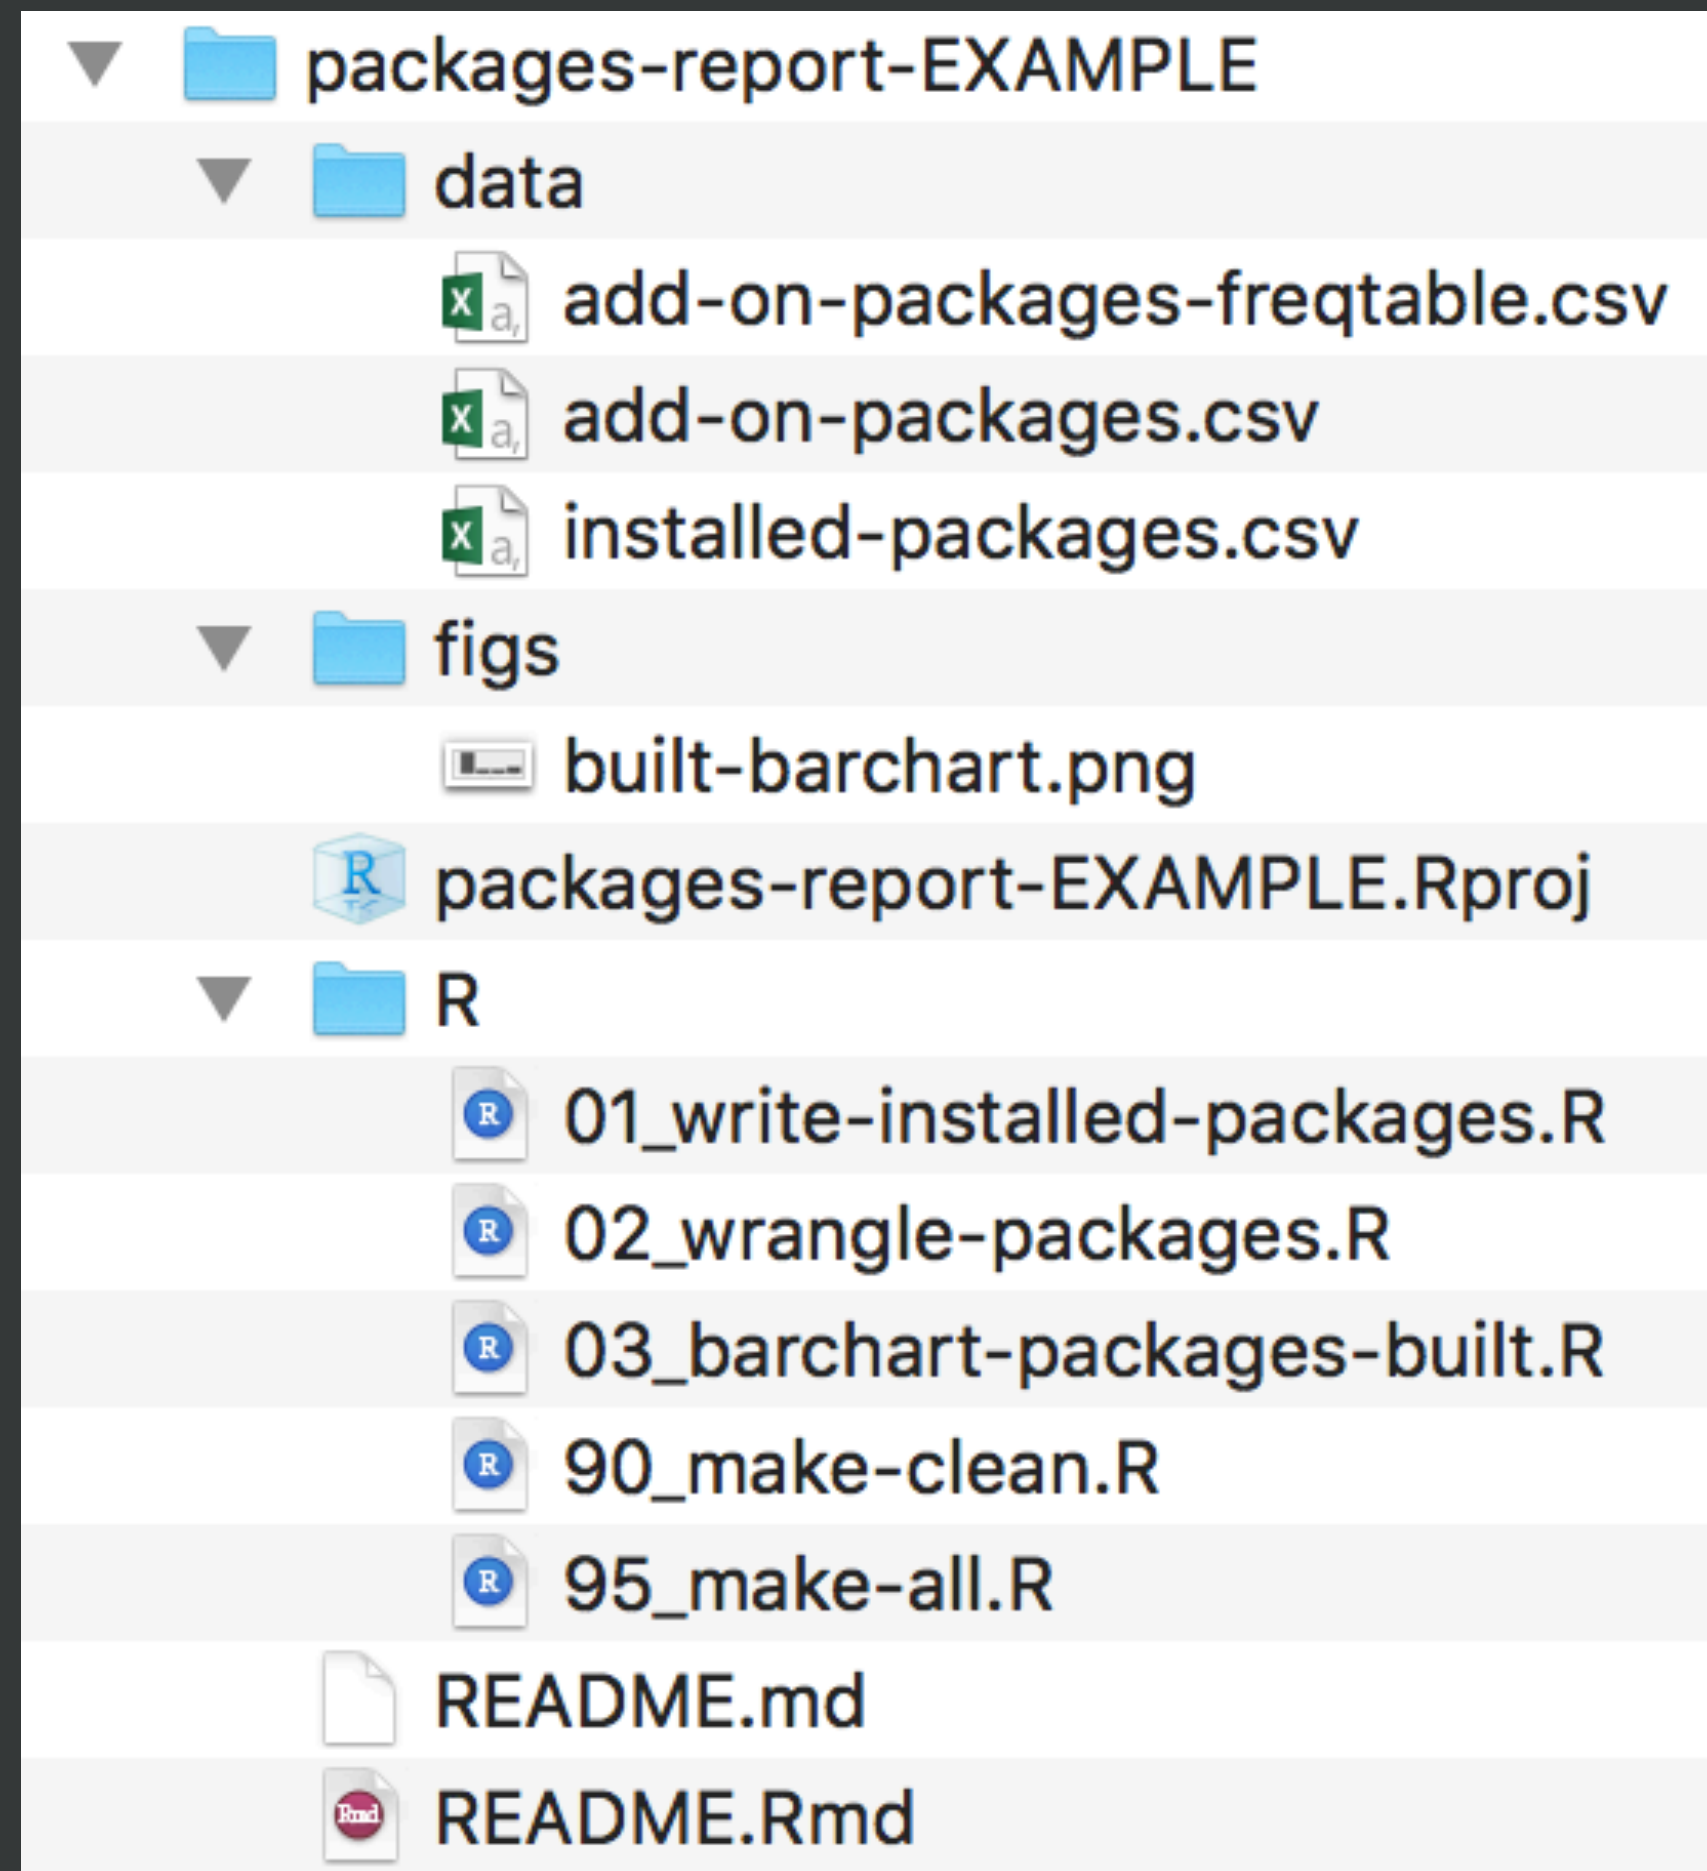 packages-report-EXAMPLE
data
add-on-packages-freqtable.csv
add-on-packages.csv
installed-packages.csv
figs
built-barchart.png
packages-report-EXAMPLE.Rproj
R
01_write-installed-packages.R
02_wrangle-packages.R
03_barchart-packages-built.R
90_make-clean.R
95_make-all.R
README.md
README.Rmd